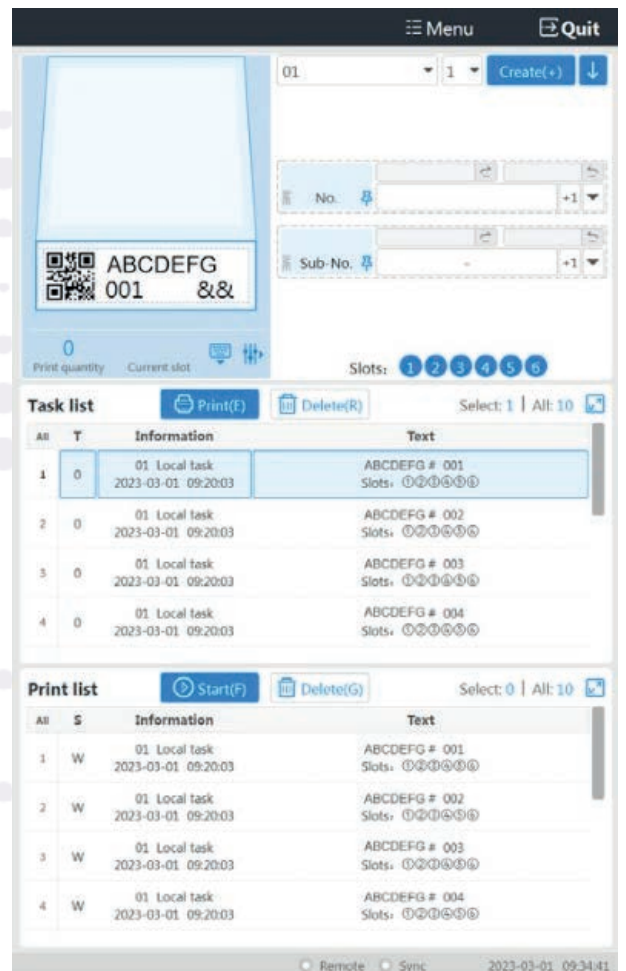 Menu Quit
01 1 Create(+)
No. +1
ABCDEFG
001 &&
Sub-No. - +1
0
Print quantity Current slot
Slots: 1 2 3 4 5 6
Task list Print(E) Delete(R) Select: 1 | All: 10
All T Information Text
1 0 01 Local task ABCDEFG # 001
2023-03-01 09:20:03 Slots: ①②③④⑤⑥
2 0 01 Local task ABCDEFG # 002
2023-03-01 09:20:03 Slots: ①②③④⑤⑥
3 0 01 Local task ABCDEFG # 003
2023-03-01 09:20:03 Slots: ①②③④⑤⑥
4 0 01 Local task ABCDEFG # 004
2023-03-01 09:20:03 Slots: ①②③④⑤⑥
Print list Start(F) Delete(G) Select: 0 | All: 10
All S Information Text
1 W 01 Local task ABCDEFG # 001
2023-03-01 09:20:03 Slots: ①②③④⑤⑥
2 W 01 Local task ABCDEFG # 002
2023-03-01 09:20:03 Slots: ①②③④⑤⑥
3 W 01 Local task ABCDEFG # 003
2023-03-01 09:20:03 Slots: ①②③④⑤⑥
4 W 01 Local task ABCDEFG # 004
2023-03-01 09:20:03 Slots: ①②③④⑤⑥
Remote Sync 2023-03-01 09:34:41